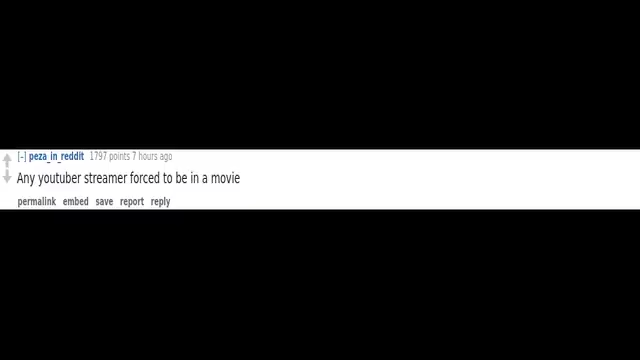 [–] peza_in_reddit 1797 points 7 hours ago
Any youtuber streamer forced to be in a movie
permalink embed save report reply